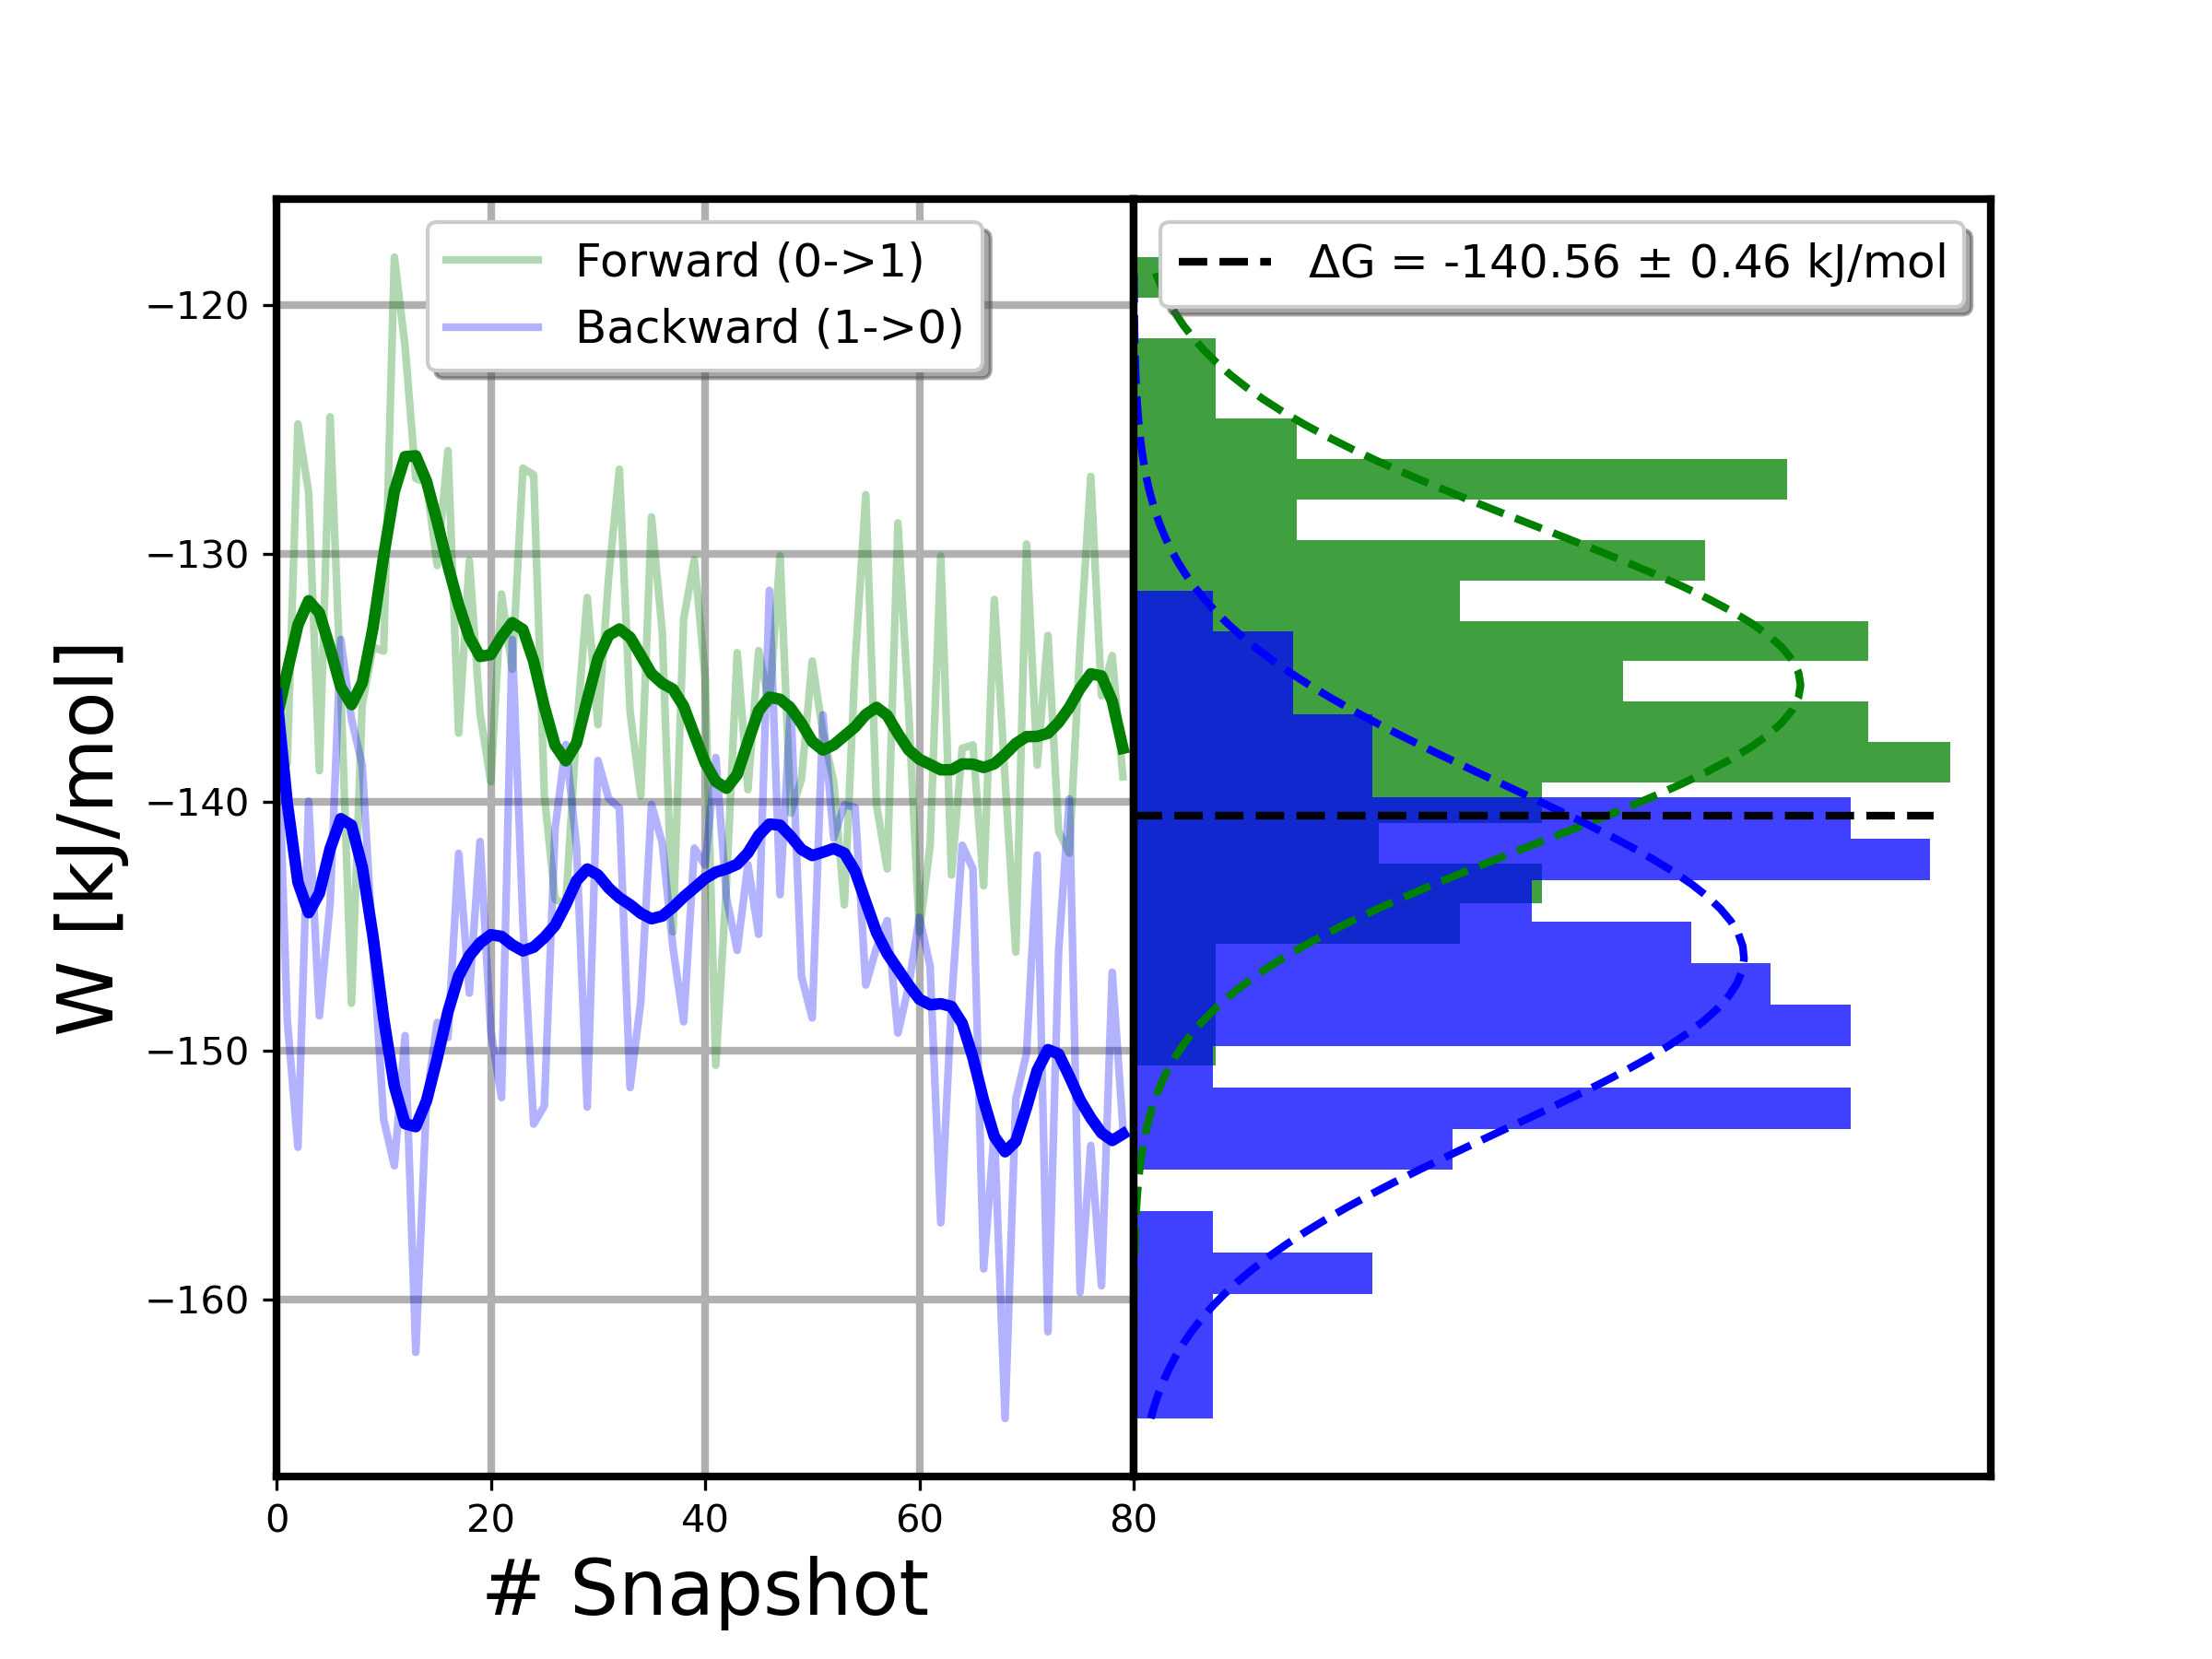 Forward (0->1)
Backward (1->0)
ΔG = -140.56 ± 0.46 kJ/mol
W [kJ/mol]
−120
−130
−140
−150
−160
0
20
40
60
80
# Snapshot